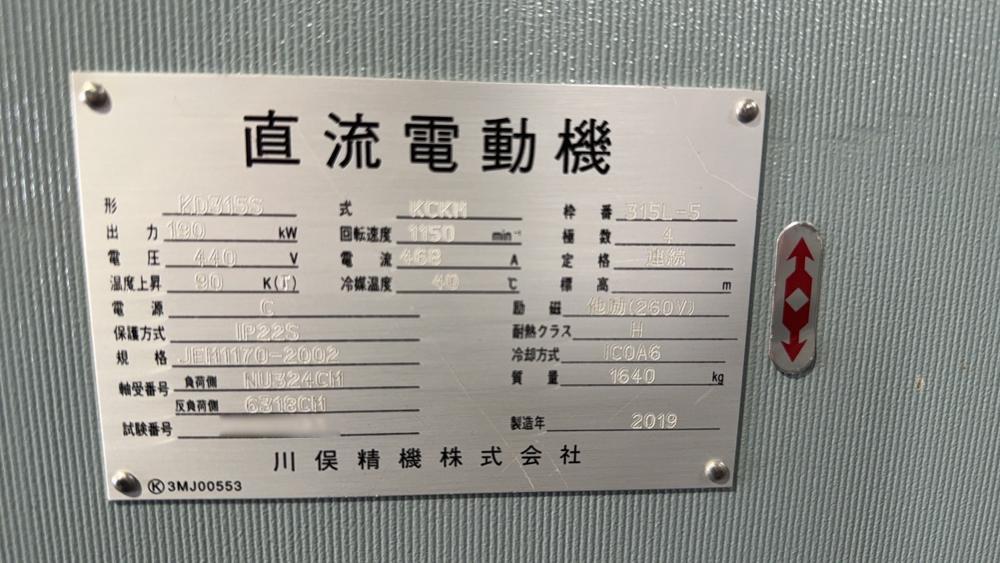 直流電動機
形 KD315S 式 KCKM 枠番 315L-5
出力 190 kW 回転速度 1150 min⁻¹ 極数 4
電圧 440 V 電流 468 A 定格 連続
温度上昇 90 K(T) 冷媒温度 40 ℃ 標高 m
電源 C 励磁 他励(260V)
保護方式 IP22S 耐熱クラス H
規格 JEM1170-2002 冷却方式 IC0A6
軸受番号 負荷側 NU324CM 質量 1640 kg
反負荷側 6318CM
試験番号 製造年 2019
川俣精機株式会社
Ⓚ3MJ00553